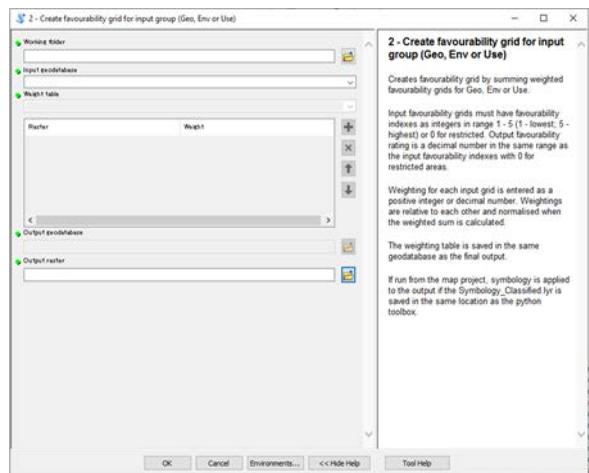 2 - Create favourability grid for input group (Geo, Env or Use)
Working folder
Input geodatabase
Weight table
Raster Weight
Output geodatabase
Output raster
OK Cancel Environments... << Hide Help Tool Help
2 - Create favourability grid for input
group (Geo, Env or Use)
Creates favourability grid by summing weighted
favourability grids for Geo, Env or Use.
Input favourability grids must have favourability
indexes as integers in range 1 - 5 (1 - lowest; 5 -
highest) or 0 for restricted. Output favourability
rating is a decimal number in the same range as
the input favourability indexes with 0 for
restricted areas.
Weighting for each input grid is entered as a
positive integer or decimal number. Weightings
are relative to each other and normalised when
the weighted sum is calculated.
The weighting table is saved in the same
geodatabase as the final output.
If run from the map project, symbology is applied
to the output if the Symbology_Classified.lyr is
saved in the same location as the python
toolbox.